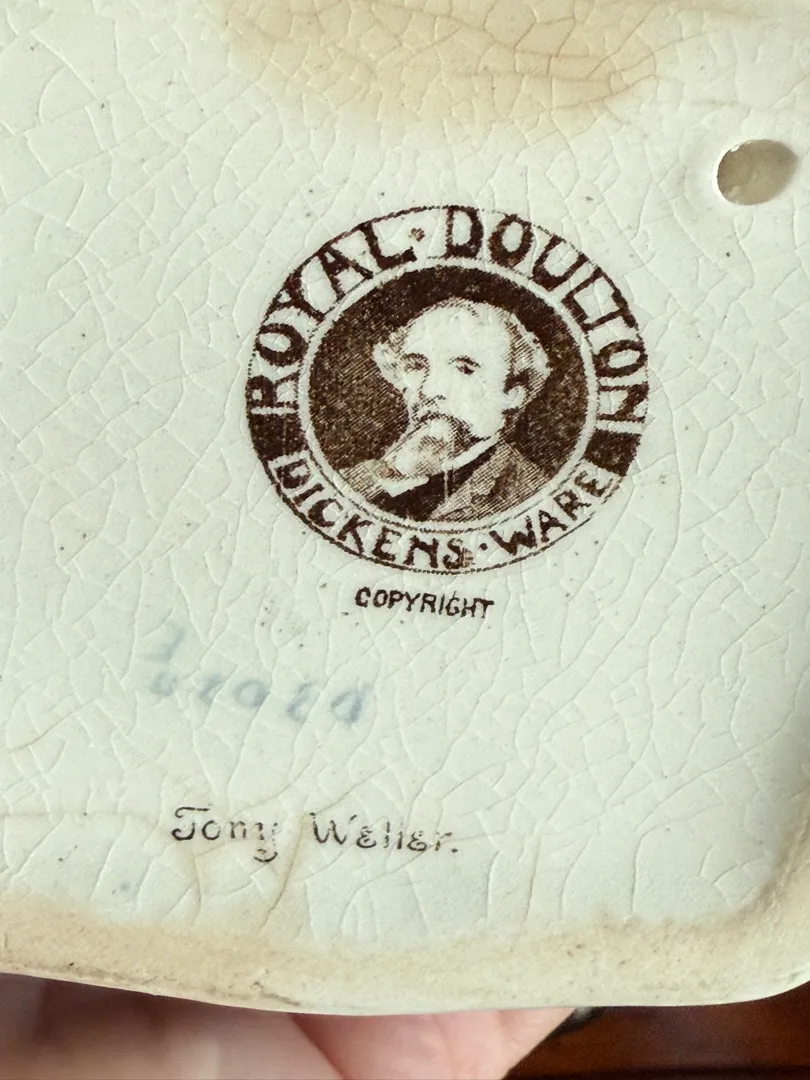 ROYAL · DOULTON
DICKENS · WARE
COPYRIGHT
Tony Weller.